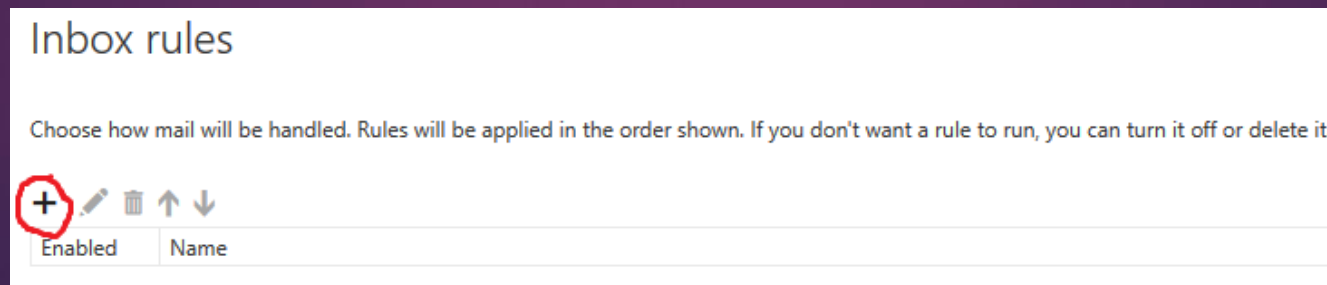 Inbox rules
Choose how mail will be handled. Rules will be applied in the order shown. If you don't want a rule to run, you can turn it off or delete it
Enabled Name